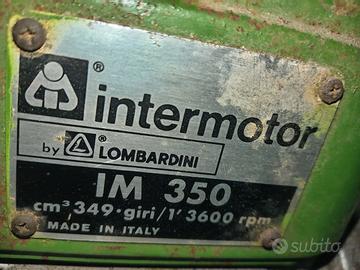 ® intermotor
by ® LOMBARDINI
IM 350
cm³ 349·giri/1' 3600 rpm
MADE IN ITALY
subito